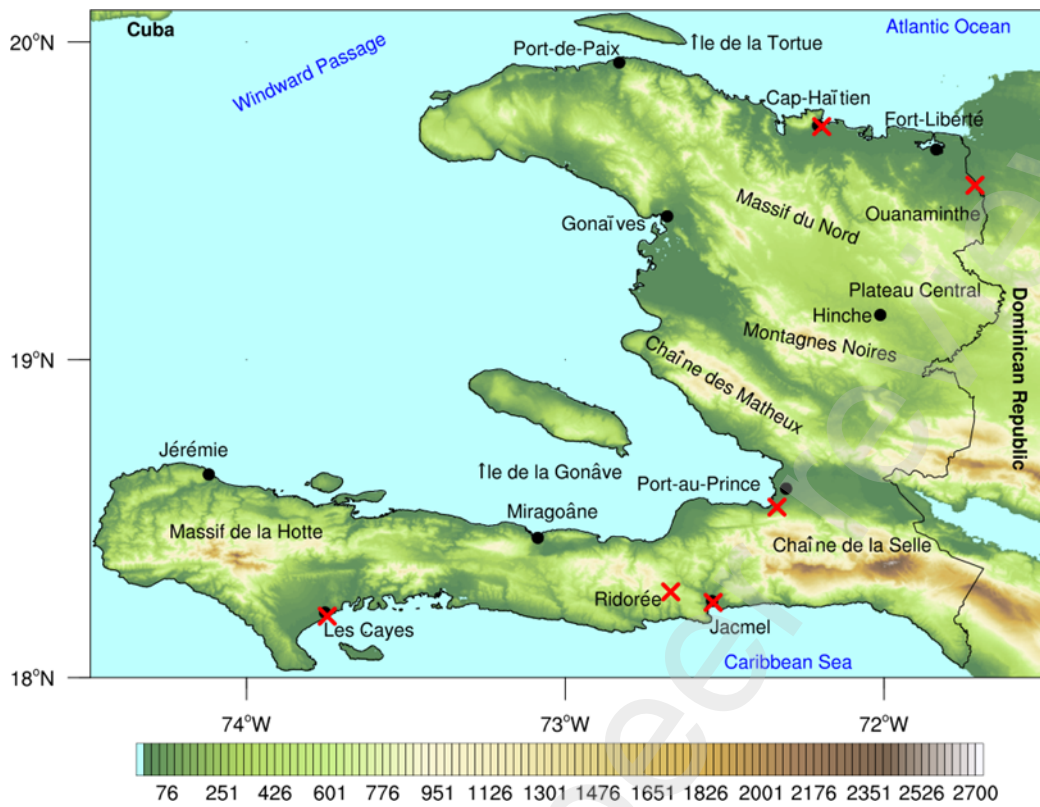 Cuba
Atlantic Ocean
20°N
Île de la Tortue
Port-de-Paix
Windward Passage
Cap-Haïtien
Fort-Liberté
Massif du Nord
Ouanaminthe
Gonaïves
Plateau Central
Hinche
Montagnes Noires
Dominican Republic
19°N
Chaîne des Matheux
Jérémie
Île de la Gonâve
Port-au-Prince
Miragoâne
Massif de la Hotte
Chaîne de la Selle
Ridorée
Les Cayes
Jacmel
Caribbean Sea
18°N
74°W 73°W 72°W
76 251 426 601 776 951 1126 1301 1476 1651 1826 2001 2176 2351 2526 2700